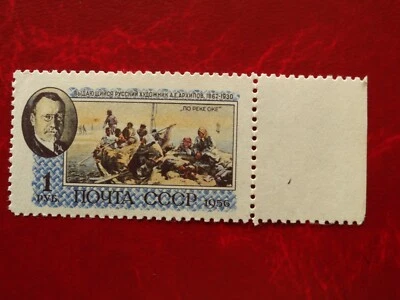 ВЫДАЮЩИЙСЯ РУССКИЙ ХУДОЖНИК А.Е.АРХИПОВ. 1862-1930
„ПО РЕКЕ ОКЕ"
1
РУБ.
ПОЧТА СССР
1956